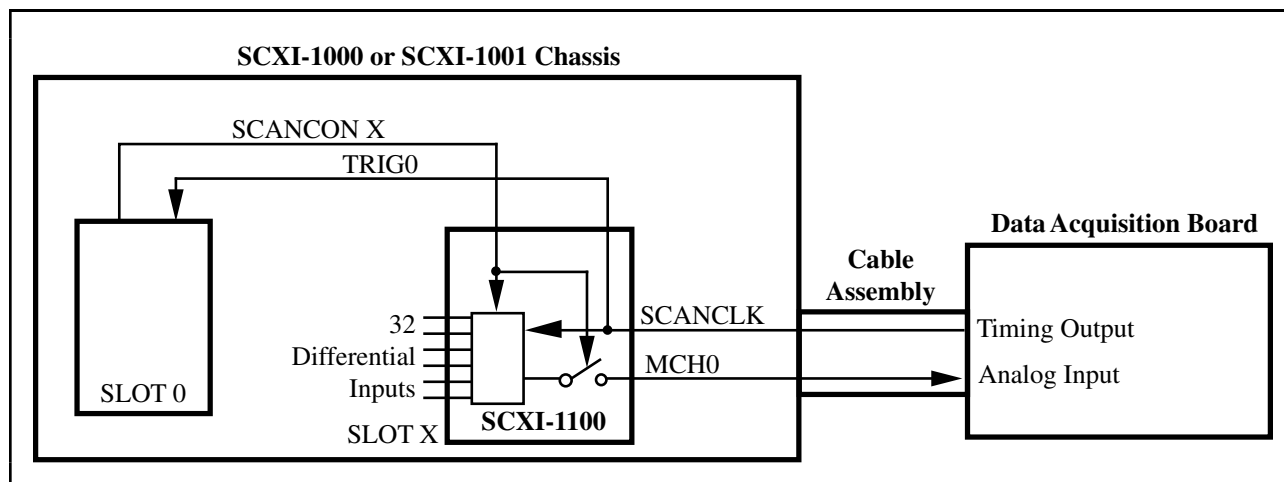 SCXI-1000 or SCXI-1001 Chassis
SCANCON X
TRIG0
SLOT 0
32
Differential
Inputs
SCXI-1100
SLOT X
SCANCLK
MCH0
Cable
Assembly
Data Acquisition Board
Timing Output
Analog Input